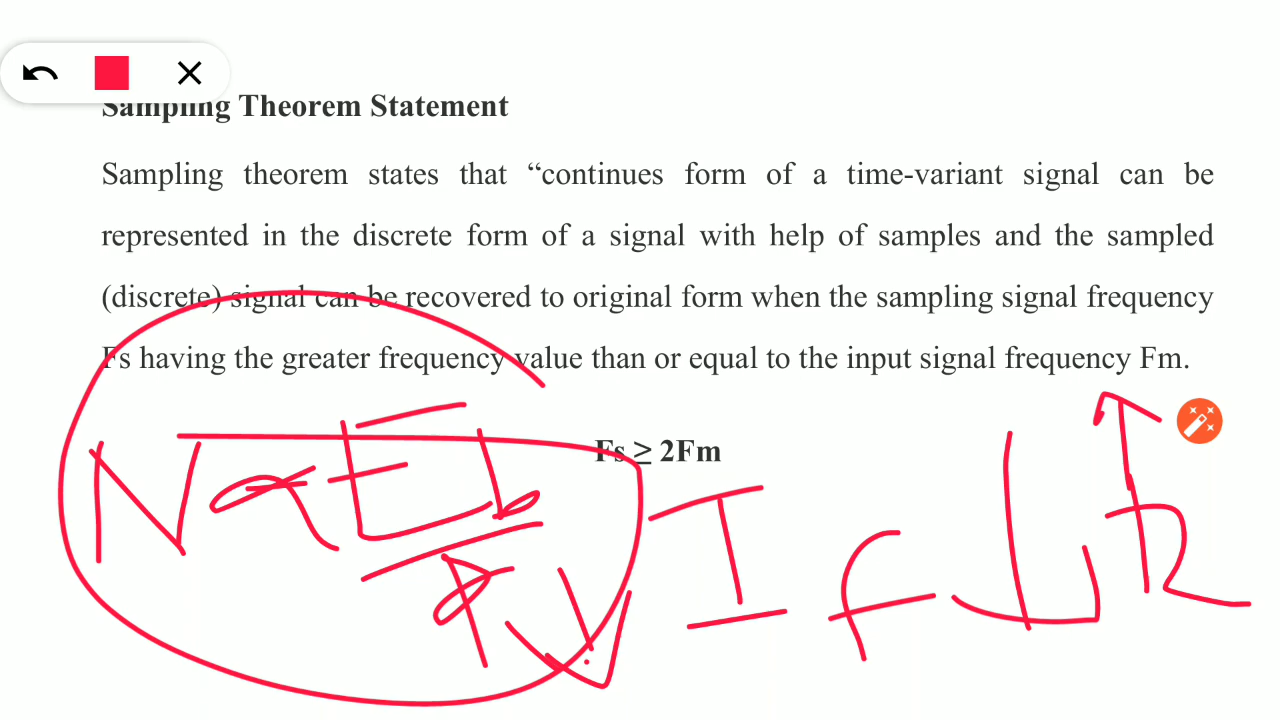 Sampling Theorem Statement
Sampling theorem states that “continues form of a time-variant signal can be
represented in the discrete form of a signal with help of samples and the sampled
(discrete) signal can be recovered to original form when the sampling signal frequency
Fs having the greater frequency value than or equal to the input signal frequency Fm.
Fs ≥ 2Fm
N
If
R